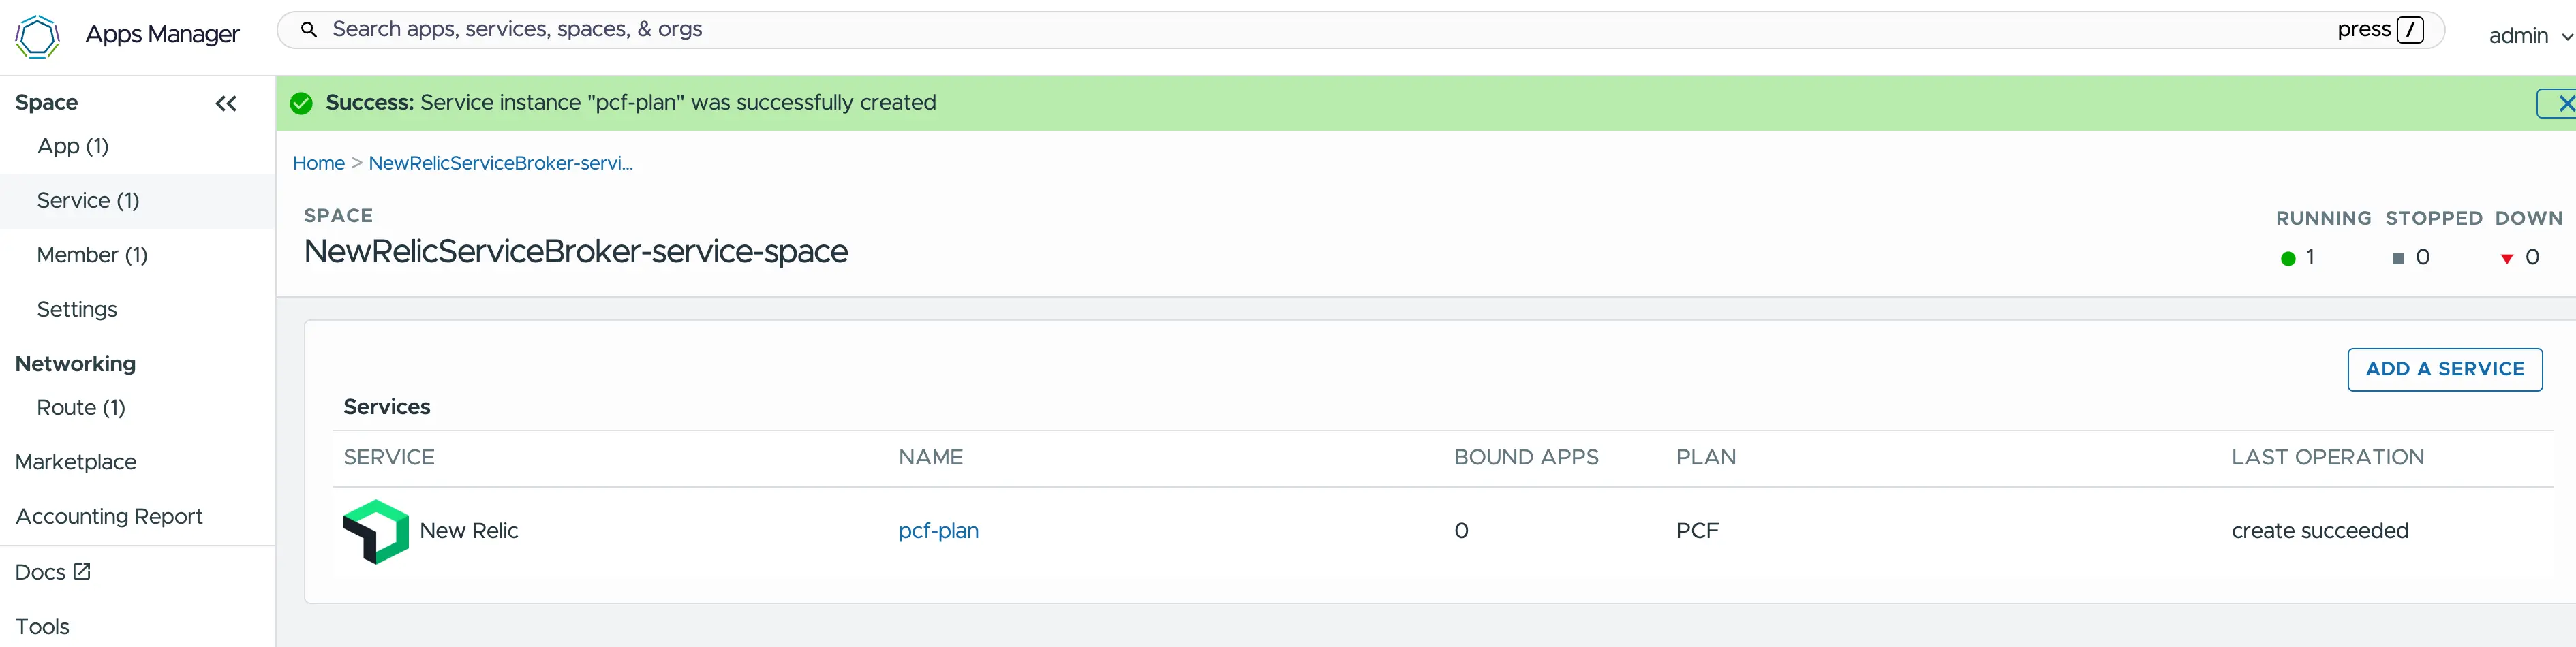 Apps Manager
Search apps, services, spaces, & orgs
press /
admin
Space
App (1)
Service (1)
Member (1)
Settings
Networking
Route (1)
Marketplace
Accounting Report
Docs
Tools
Success: Service instance "pcf-plan" was successfully created
Home > NewRelicServiceBroker-servi...
SPACE
NewRelicServiceBroker-service-space
RUNNING STOPPED DOWN
1 0 0
ADD A SERVICE
Services
SERVICE NAME BOUND APPS PLAN LAST OPERATION
New Relic pcf-plan 0 PCF create succeeded